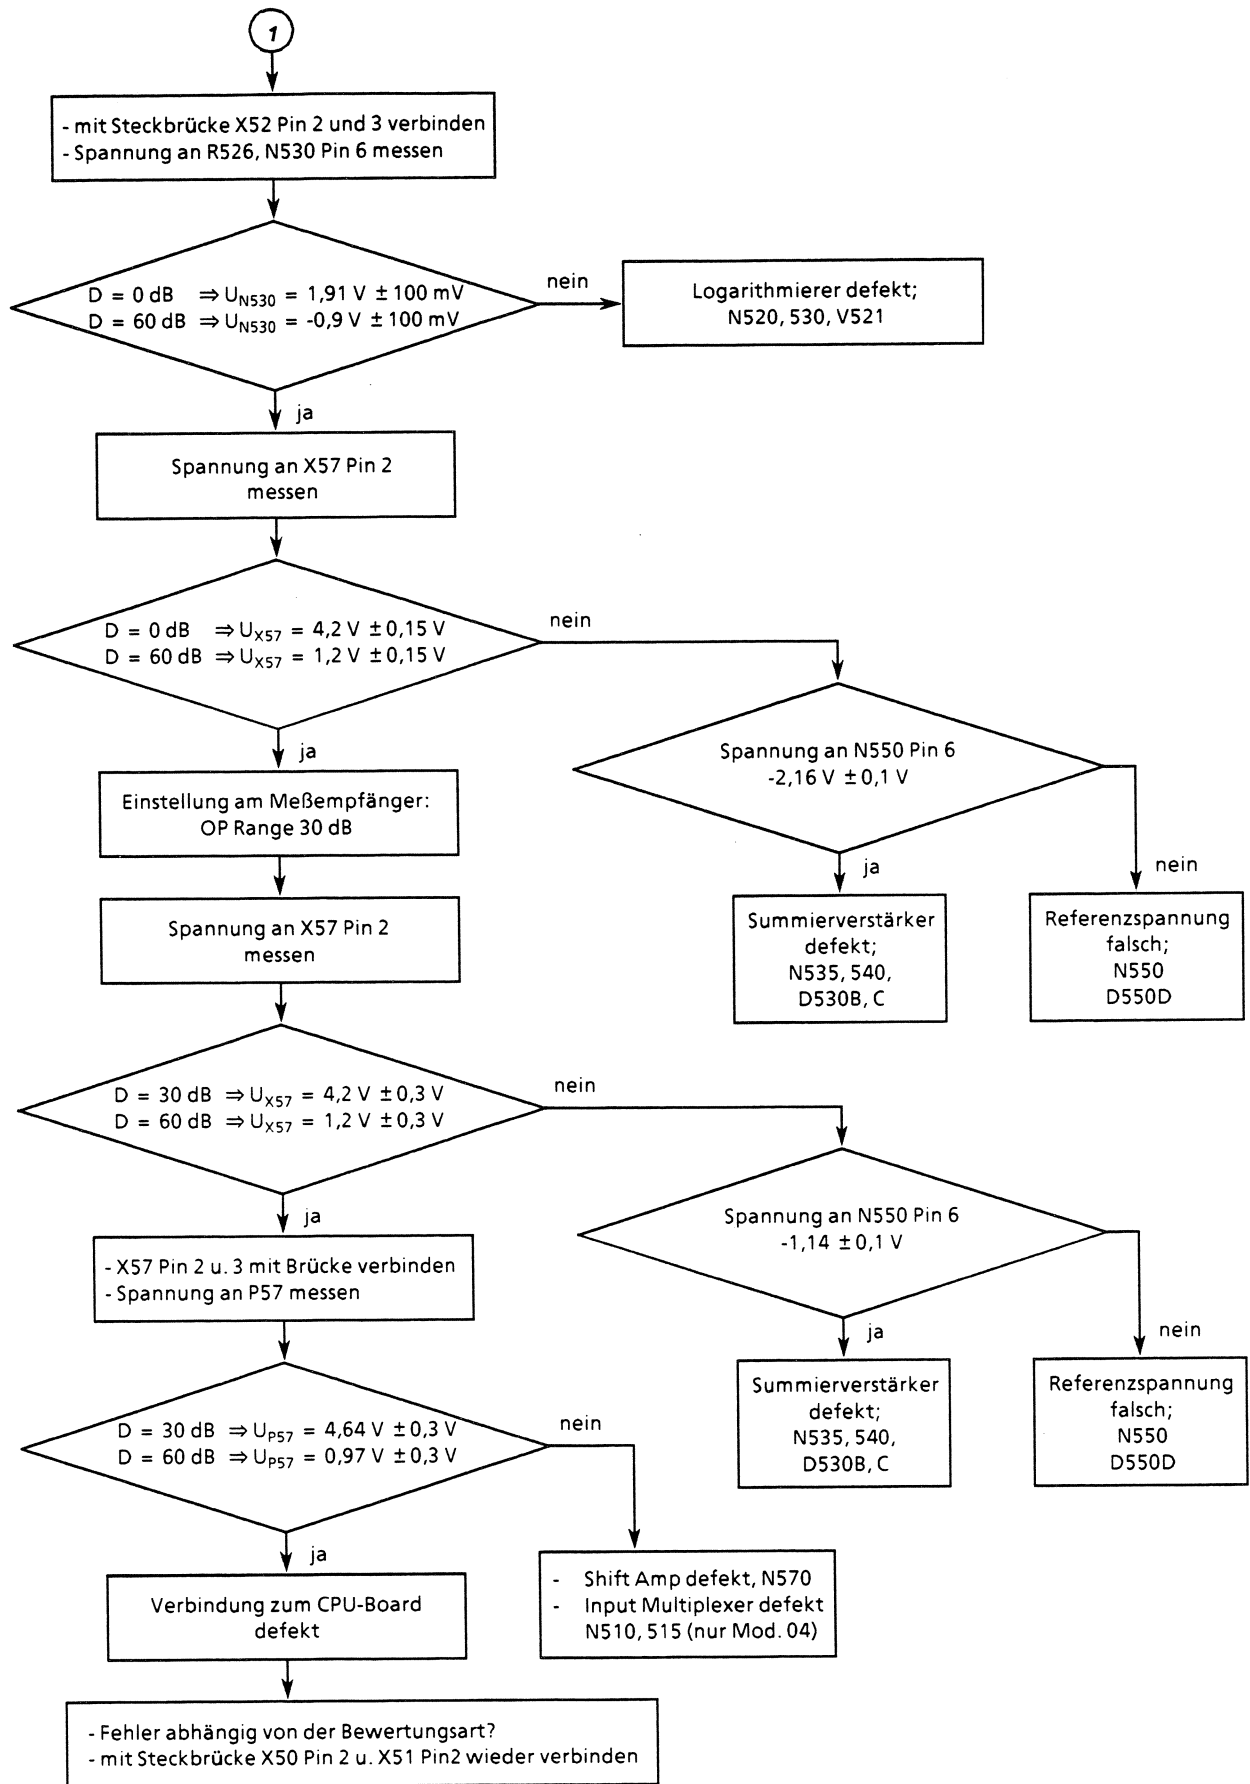 1
- mit Steckbrücke X52 Pin 2 und 3 verbinden
- Spannung an R526, N530 Pin 6 messen
D = 0 dB ⇒ U_N530 = 1,91 V ± 100 mV
D = 60 dB ⇒ U_N530 = -0,9 V ± 100 mV
nein
Logarithmierer defekt;
N520, 530, V521
ja
Spannung an X57 Pin 2
messen
D = 0 dB ⇒ U_X57 = 4,2 V ± 0,15 V
D = 60 dB ⇒ U_X57 = 1,2 V ± 0,15 V
nein
Spannung an N550 Pin 6
-2,16 V ± 0,1 V
ja
Summierverstärker
defekt;
N535, 540,
D530B, C
nein
Referenzspannung
falsch;
N550
D550D
ja
Einstellung am Meßempfänger:
OP Range 30 dB
Spannung an X57 Pin 2
messen
D = 30 dB ⇒ U_X57 = 4,2 V ± 0,3 V
D = 60 dB ⇒ U_X57 = 1,2 V ± 0,3 V
nein
Spannung an N550 Pin 6
-1,14 ± 0,1 V
ja
Summierverstärker
defekt;
N535, 540,
D530B, C
nein
Referenzspannung
falsch;
N550
D550D
ja
- X57 Pin 2 u. 3 mit Brücke verbinden
- Spannung an P57 messen
D = 30 dB ⇒ U_P57 = 4,64 V ± 0,3 V
D = 60 dB ⇒ U_P57 = 0,97 V ± 0,3 V
nein
- Shift Amp defekt, N570
- Input Multiplexer defekt
N510, 515 (nur Mod. 04)
ja
Verbindung zum CPU-Board
defekt
- Fehler abhängig von der Bewertungsart?
- mit Steckbrücke X50 Pin 2 u. X51 Pin2 wieder verbinden